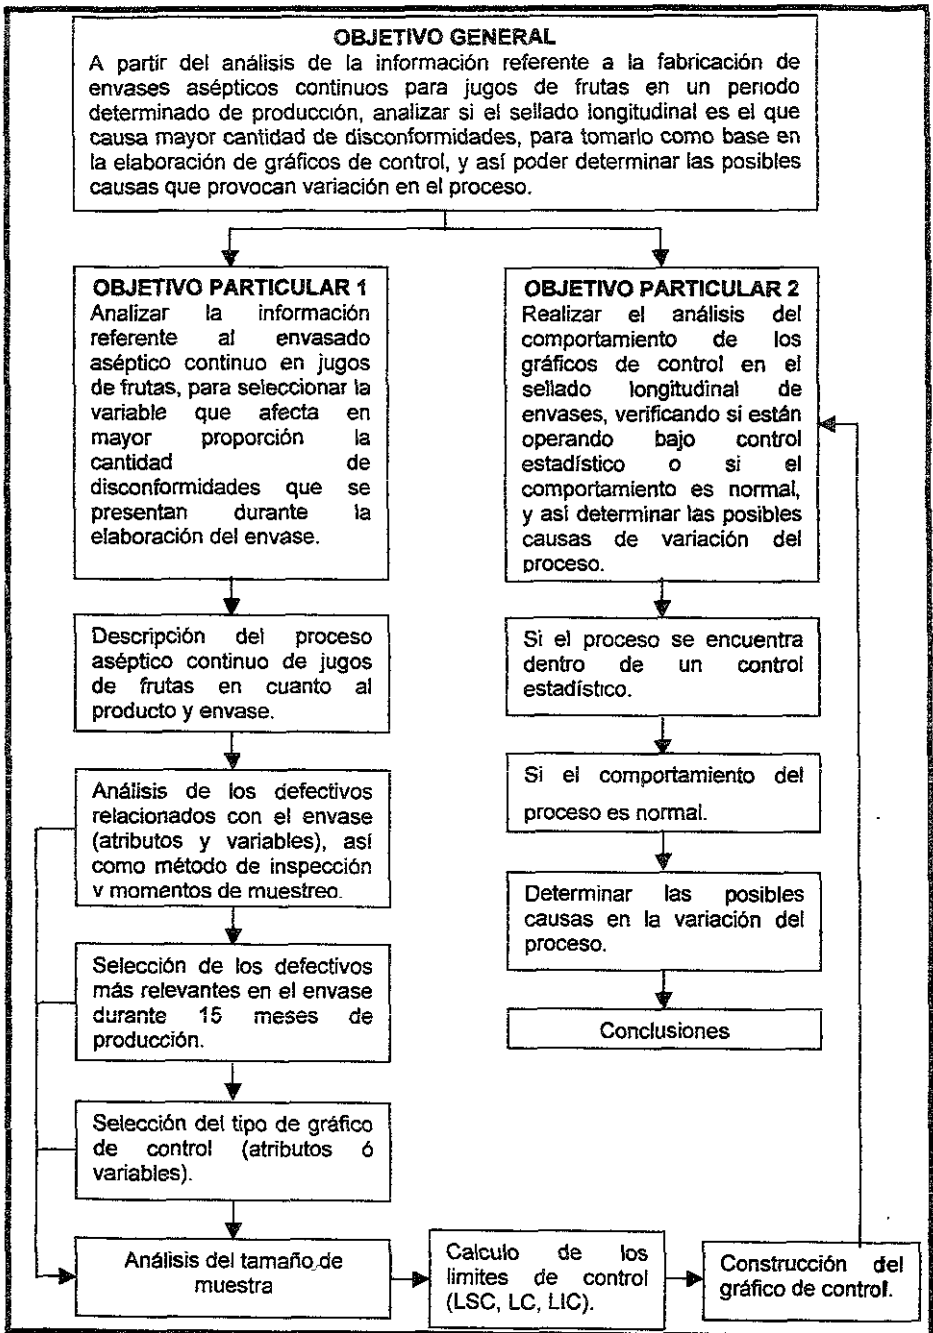 OBJETIVO GENERAL
A partir del análisis de la información referente a la fabricación de
envases asépticos continuos para jugos de frutas en un periodo
determinado de producción, analizar si el sellado longitudinal es el que
causa mayor cantidad de disconformidades, para tomarlo como base en
la elaboración de gráficos de control, y así poder determinar las posibles
causas que provocan variación en el proceso.
OBJETIVO PARTICULAR 1
Analizar la información
referente al envasado
aséptico continuo en jugos
de frutas, para seleccionar la
variable que afecta en
mayor proporción la
cantidad de
disconformidades que se
presentan durante la
elaboración del envase.
Descripción del proceso
aséptico continuo de jugos
de frutas en cuanto al
producto y envase.
Análisis de los defectivos
relacionados con el envase
(atributos y variables), así
como método de inspección
y momentos de muestreo.
Selección de los defectivos
más relevantes en el envase
durante 15 meses de
producción.
Selección del tipo de gráfico
de control (atributos ó
variables).
Análisis del tamaño de
muestra
Calculo de los
limites de control
(LSC, LC, LIC).
Construcción del
gráfico de control.
OBJETIVO PARTICULAR 2
Realizar el análisis del
comportamiento de los
gráficos de control en el
sellado longitudinal de
envases, verificando si están
operando bajo control
estadístico o si el
comportamiento es normal,
y así determinar las posibles
causas de variación del
proceso.
Si el proceso se encuentra
dentro de un control
estadístico.
Si el comportamiento del
proceso es normal.
Determinar las posibles
causas en la variación del
proceso.
Conclusiones